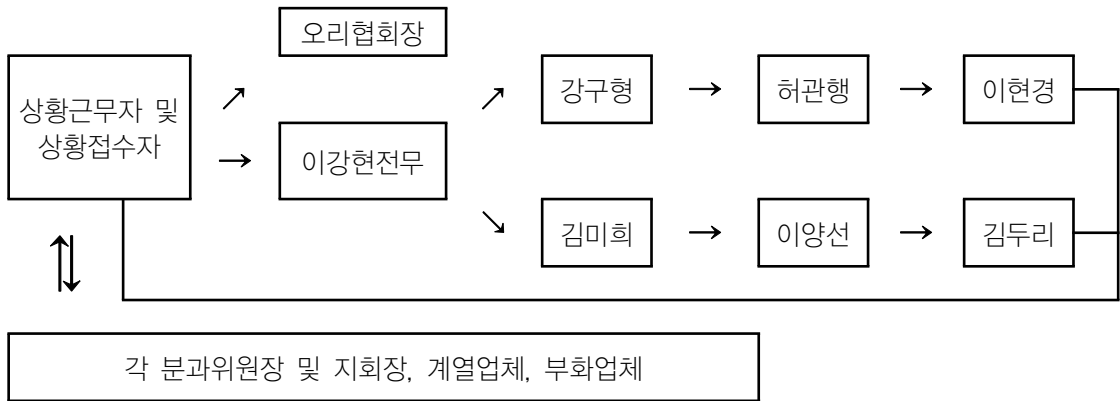 오리협회장
상황근무자 및
상황접수자
이강현전무
강구형
허관행
이현경
김미희
이양선
김두리
각 분과위원장 및 지회장, 계열업체, 부화업체